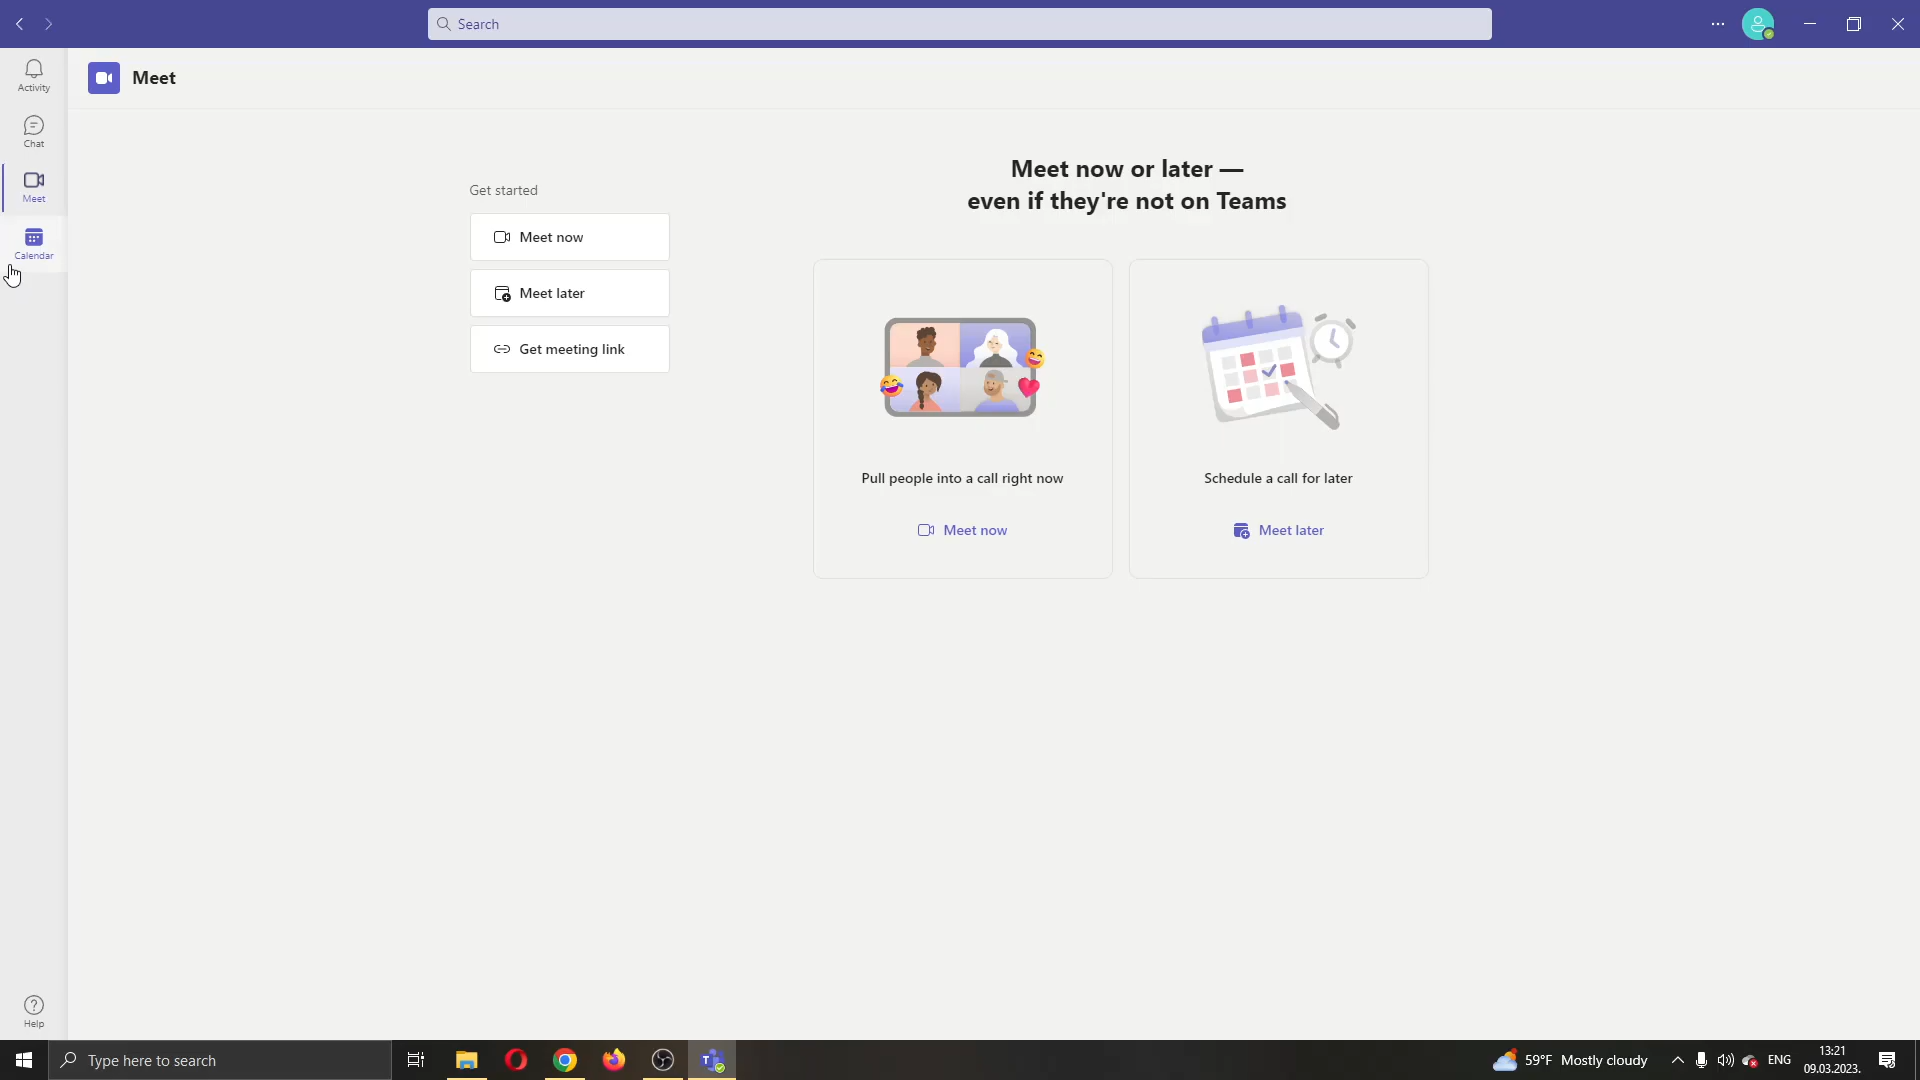 Search
Activity
Chat
Meet
Calendar
Help
Meet
Get started
Meet now
Meet later
Get meeting link
Meet now or later —
even if they're not on Teams
Pull people into a call right now
Meet now
Schedule a call for later
Meet later
Type here to search
59°F Mostly cloudy
ENG
13:21
09.03.2023.